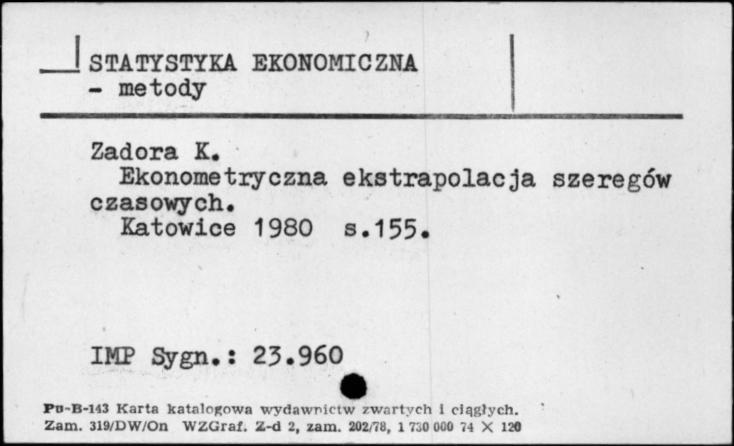 STATYSTYKA EKONOMICZNA
- metody
Zadora K.
Ekonometryczna ekstrapolacja szeregów
czasowych.
Katowice 1980 s.155.
IMP Sygn.: 23.960
Pu-B-143 Karta katalogowa wydawnictw zwartych i ciągłych.
Zam. 319/DW/On WZGraf. Z-d 2, zam. 202/78, 1 730 000 74 X 120